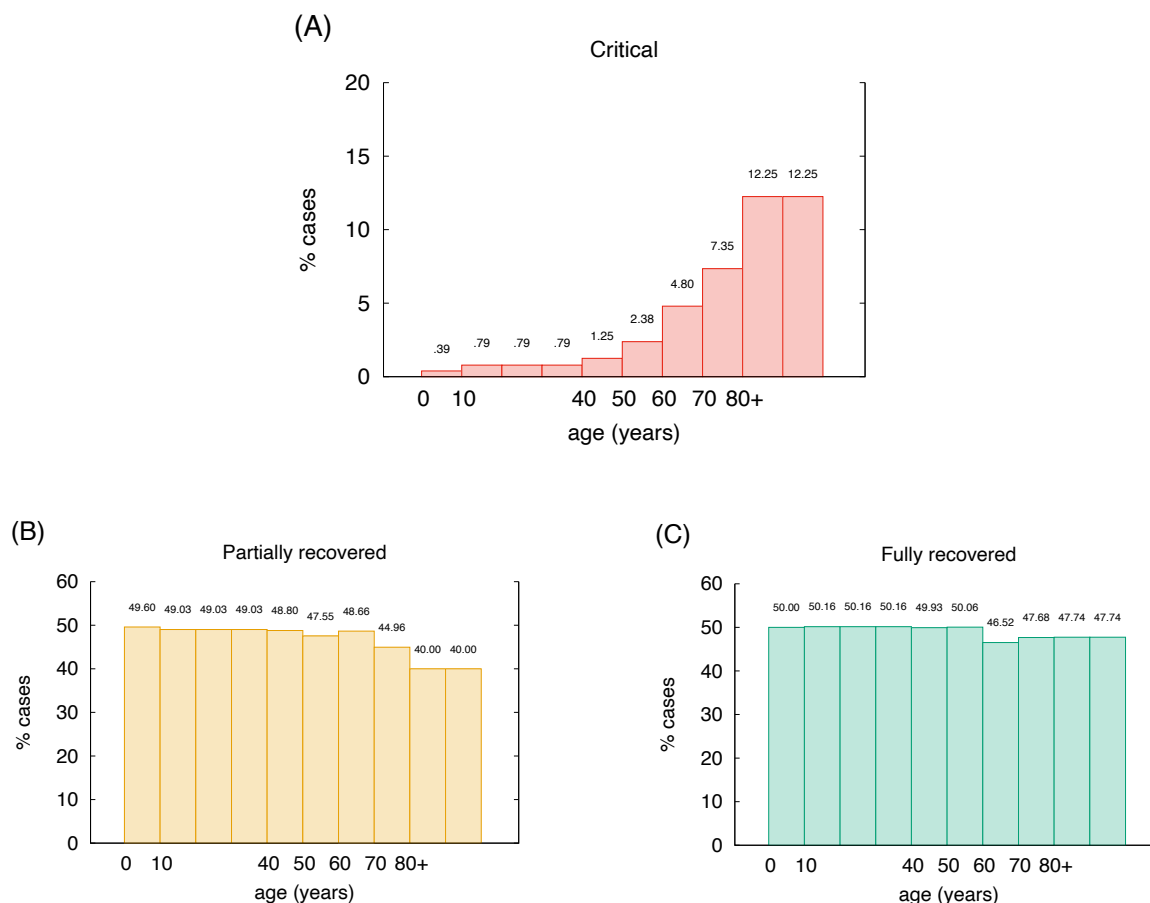 (A)
Critical
20
15
10
5
0
% cases
.39 .79 .79 .79 1.25 2.38 4.80 7.35 12.25 12.25
0 10 40 50 60 70 80+
age (years)
(B)
Partially recovered
60
50
40
30
20
10
0
% cases
49.60 49.03 49.03 49.03 48.80 47.55 48.66 44.96 40.00 40.00
0 10 40 50 60 70 80+
age (years)
(C)
Fully recovered
60
50
40
30
20
10
0
% cases
50.00 50.16 50.16 50.16 49.93 50.06 46.52 47.68 47.74 47.74
0 10 40 50 60 70 80+
age (years)